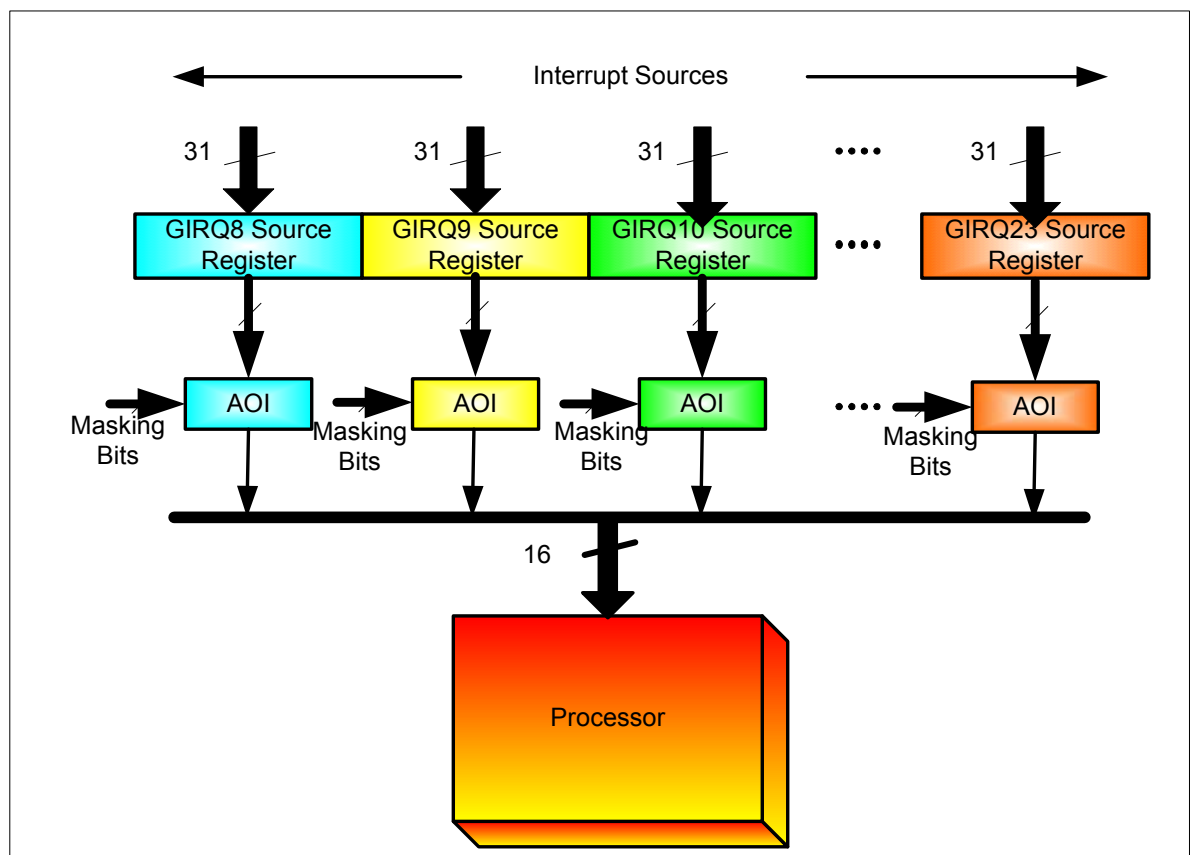 Interrupt Sources
31
31
31
....
31
GIRQ8 Source
Register
GIRQ9 Source
Register
GIRQ10 Source
Register
....
GIRQ23 Source
Register
AOI
AOI
AOI
....
AOI
Masking
Bits
Masking
Bits
Masking
Bits
Masking
Bits
16
Processor